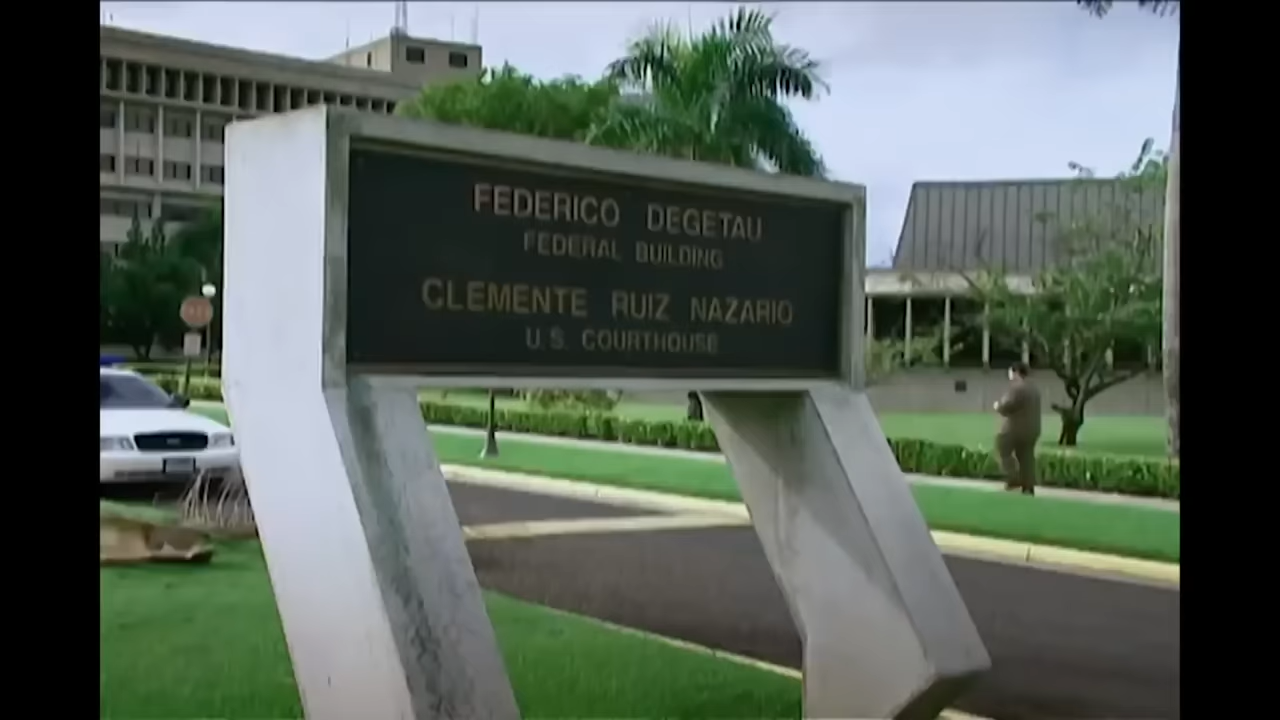 FEDERICO DEGETAU
FEDERAL BUILDING
CLEMENTE RUIZ NAZARIO
U.S. COURTHOUSE